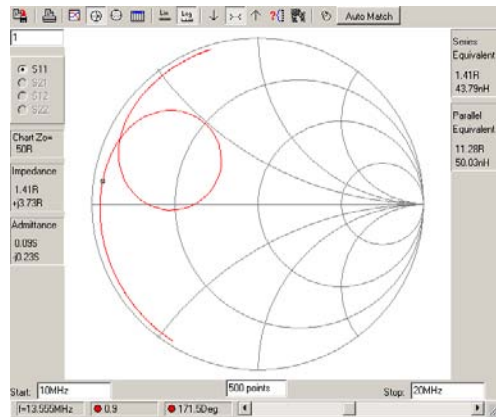 Lin Log Auto Match
1
S11
S21
S12
S22
Chart Zo=
50R
Impedance
1.41R
+j3.73R
Admittance
0.09S
-j0.23S
Series
Equivalent
1.41R
43.79nH
Parallel
Equivalent
11.28R
50.03nH
Start: 10MHz 500 points Stop: 20MHz
f=13.555MHz 0.9 171.5Deg